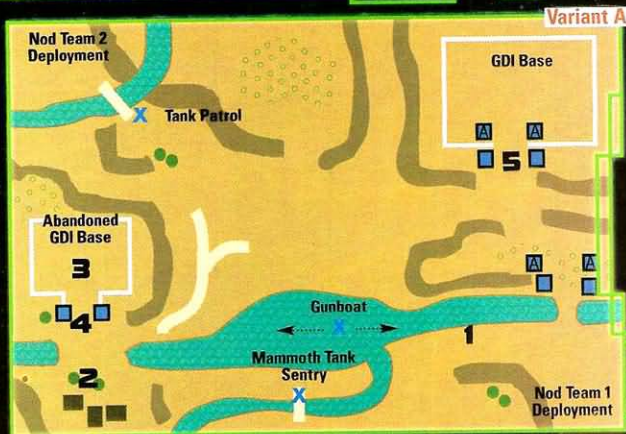 Variant A
Nod Team 2
Deployment
GDI Base
X Tank Patrol
A A
5
Abandoned
GDI Base
3
A A
4
Gunboat
X
1
Mammoth Tank
Sentry
X
2
Nod Team 1
Deployment